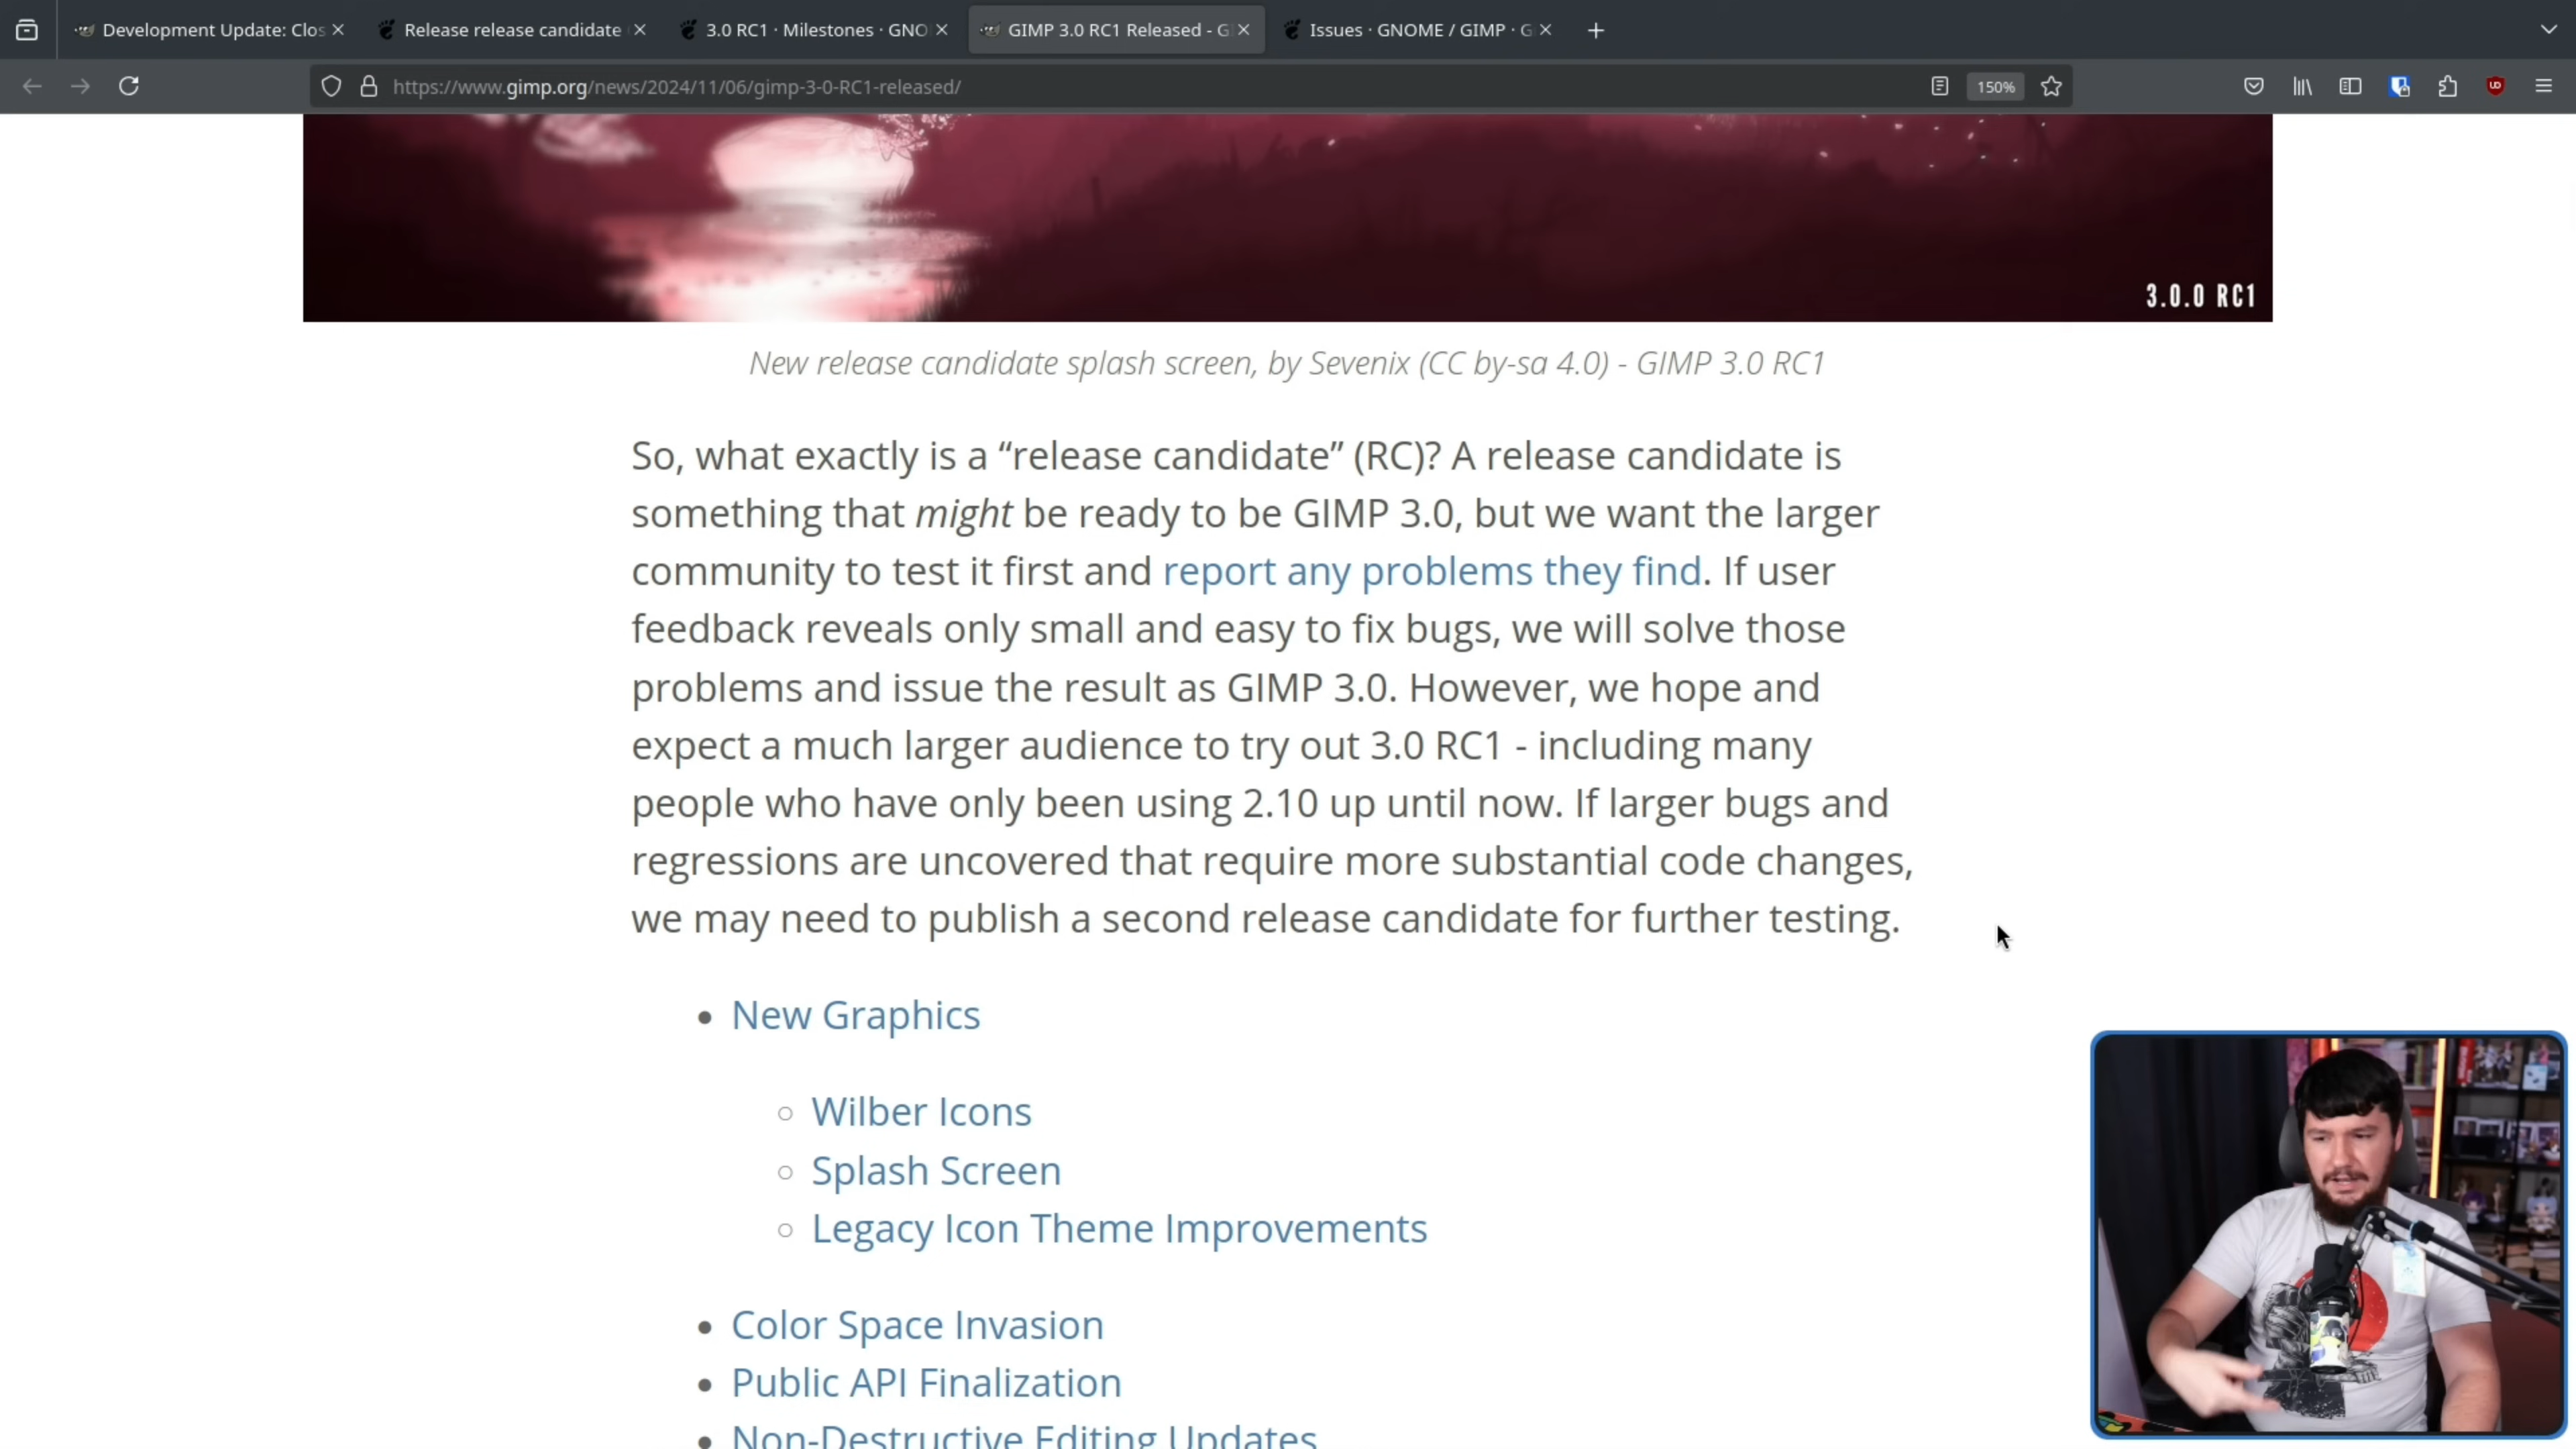 Development Update: Clos
Release release candidate
3.0 RC1 · Milestones · GNO
GIMP 3.0 RC1 Released - G
Issues · GNOME / GIMP · G
https://www.gimp.org/news/2024/11/06/gimp-3-0-RC1-released/
150%
3.0.0 RC1
New release candidate splash screen, by Sevenix (CC by-sa 4.0) - GIMP 3.0 RC1
So, what exactly is a “release candidate” (RC)? A release candidate is
something that might be ready to be GIMP 3.0, but we want the larger
community to test it first and report any problems they find. If user
feedback reveals only small and easy to fix bugs, we will solve those
problems and issue the result as GIMP 3.0. However, we hope and
expect a much larger audience to try out 3.0 RC1 - including many
people who have only been using 2.10 up until now. If larger bugs and
regressions are uncovered that require more substantial code changes,
we may need to publish a second release candidate for further testing.
• New Graphics
○ Wilber Icons
○ Splash Screen
○ Legacy Icon Theme Improvements
• Color Space Invasion
• Public API Finalization
• Non-Destructive Editing Updates